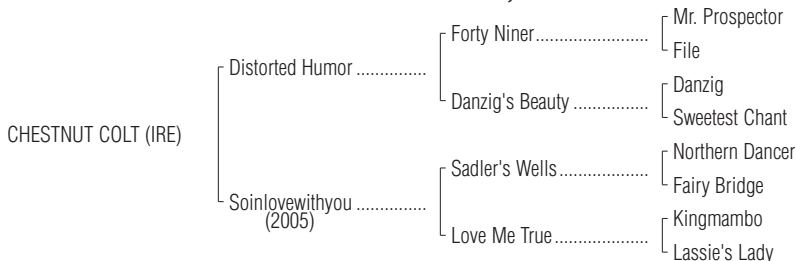 Mr. Prospector
Forty Niner........................
File
Distorted Humor ...............
Danzig
Danzig's Beauty ................
Sweetest Chant
CHESTNUT COLT (IRE)
Northern Dancer
Sadler's Wells...................
Fairy Bridge
Soinlovewithyou ...............
(2005)
Kingmambo
Love Me True....................
Lassie's Lady